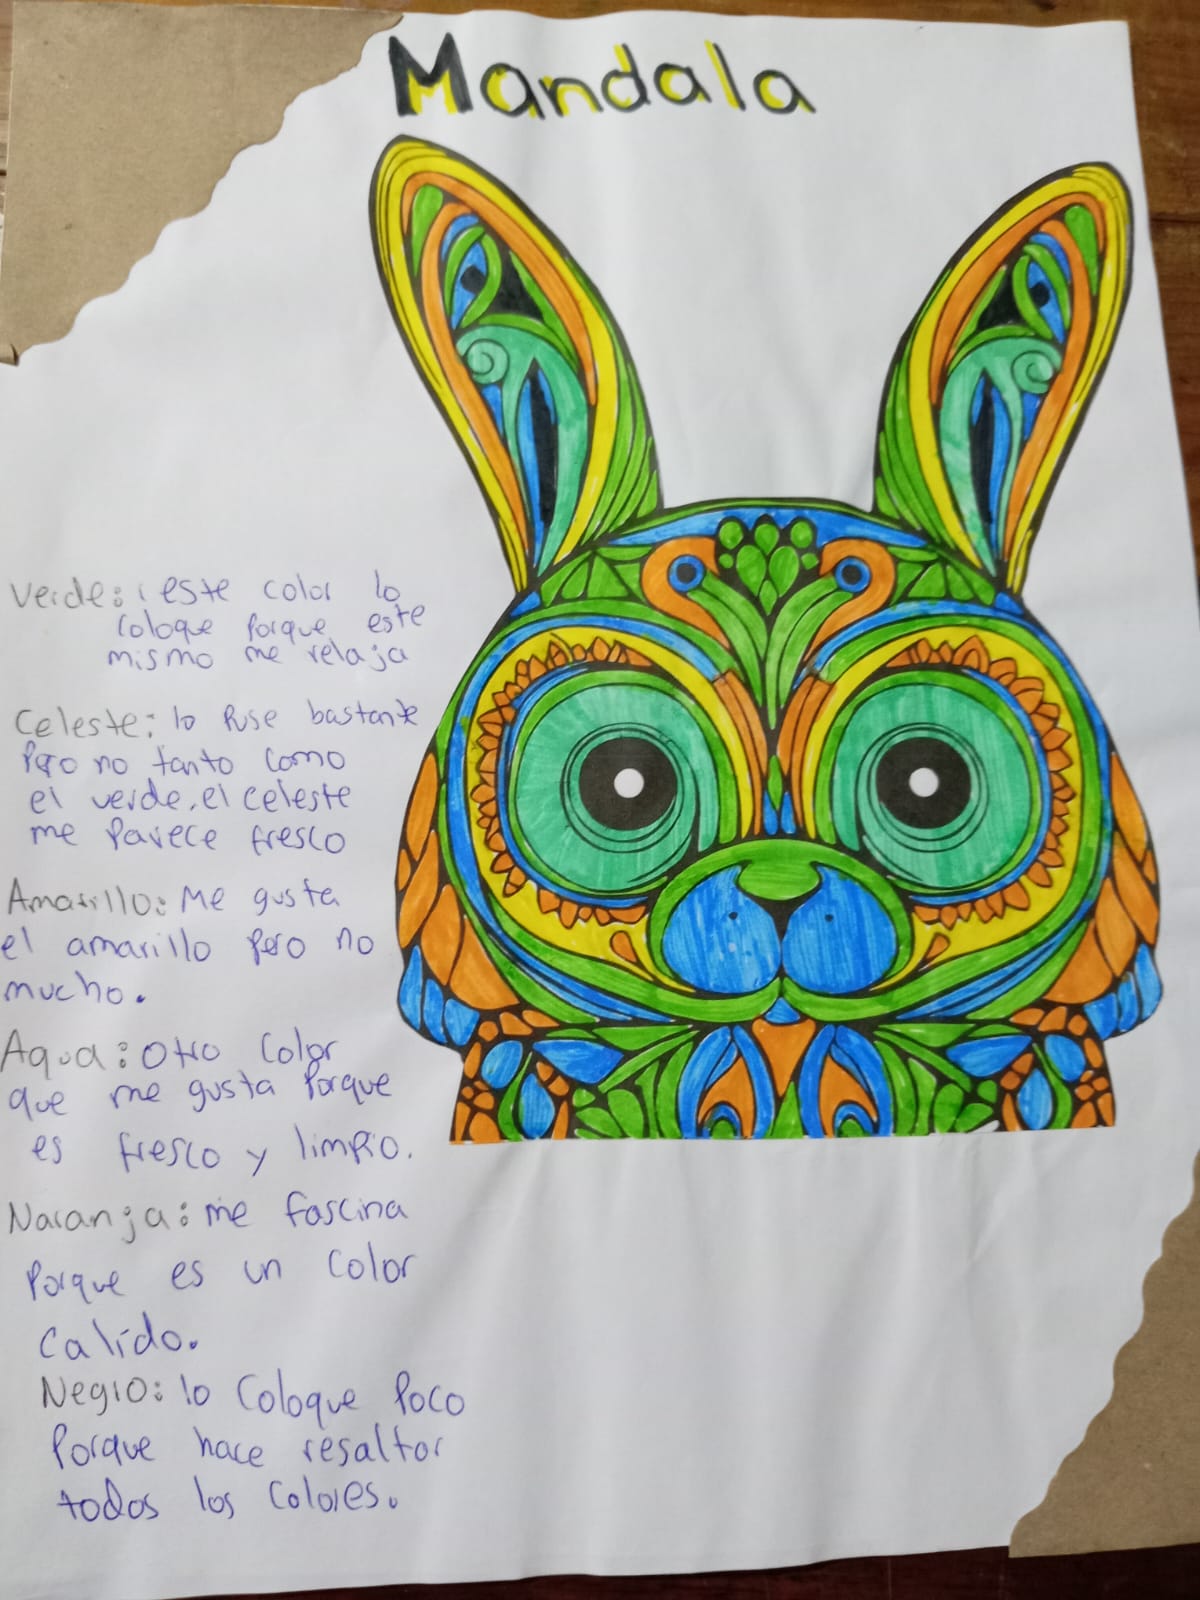 Mandala
Verde: este color lo
coloque porque este
mismo me relaja
Celeste: lo puse bastante
pero no tanto como
el verde, el celeste
me parece fresco
Amarillo: Me gusta
el amarillo pero no
mucho.
Aqua: Otro color
que me gusta porque
es fresco y limpio.
Naranja: me fascina
porque es un color
calído.
Negro: lo coloque poco
porque hace resaltar
todos los colores.